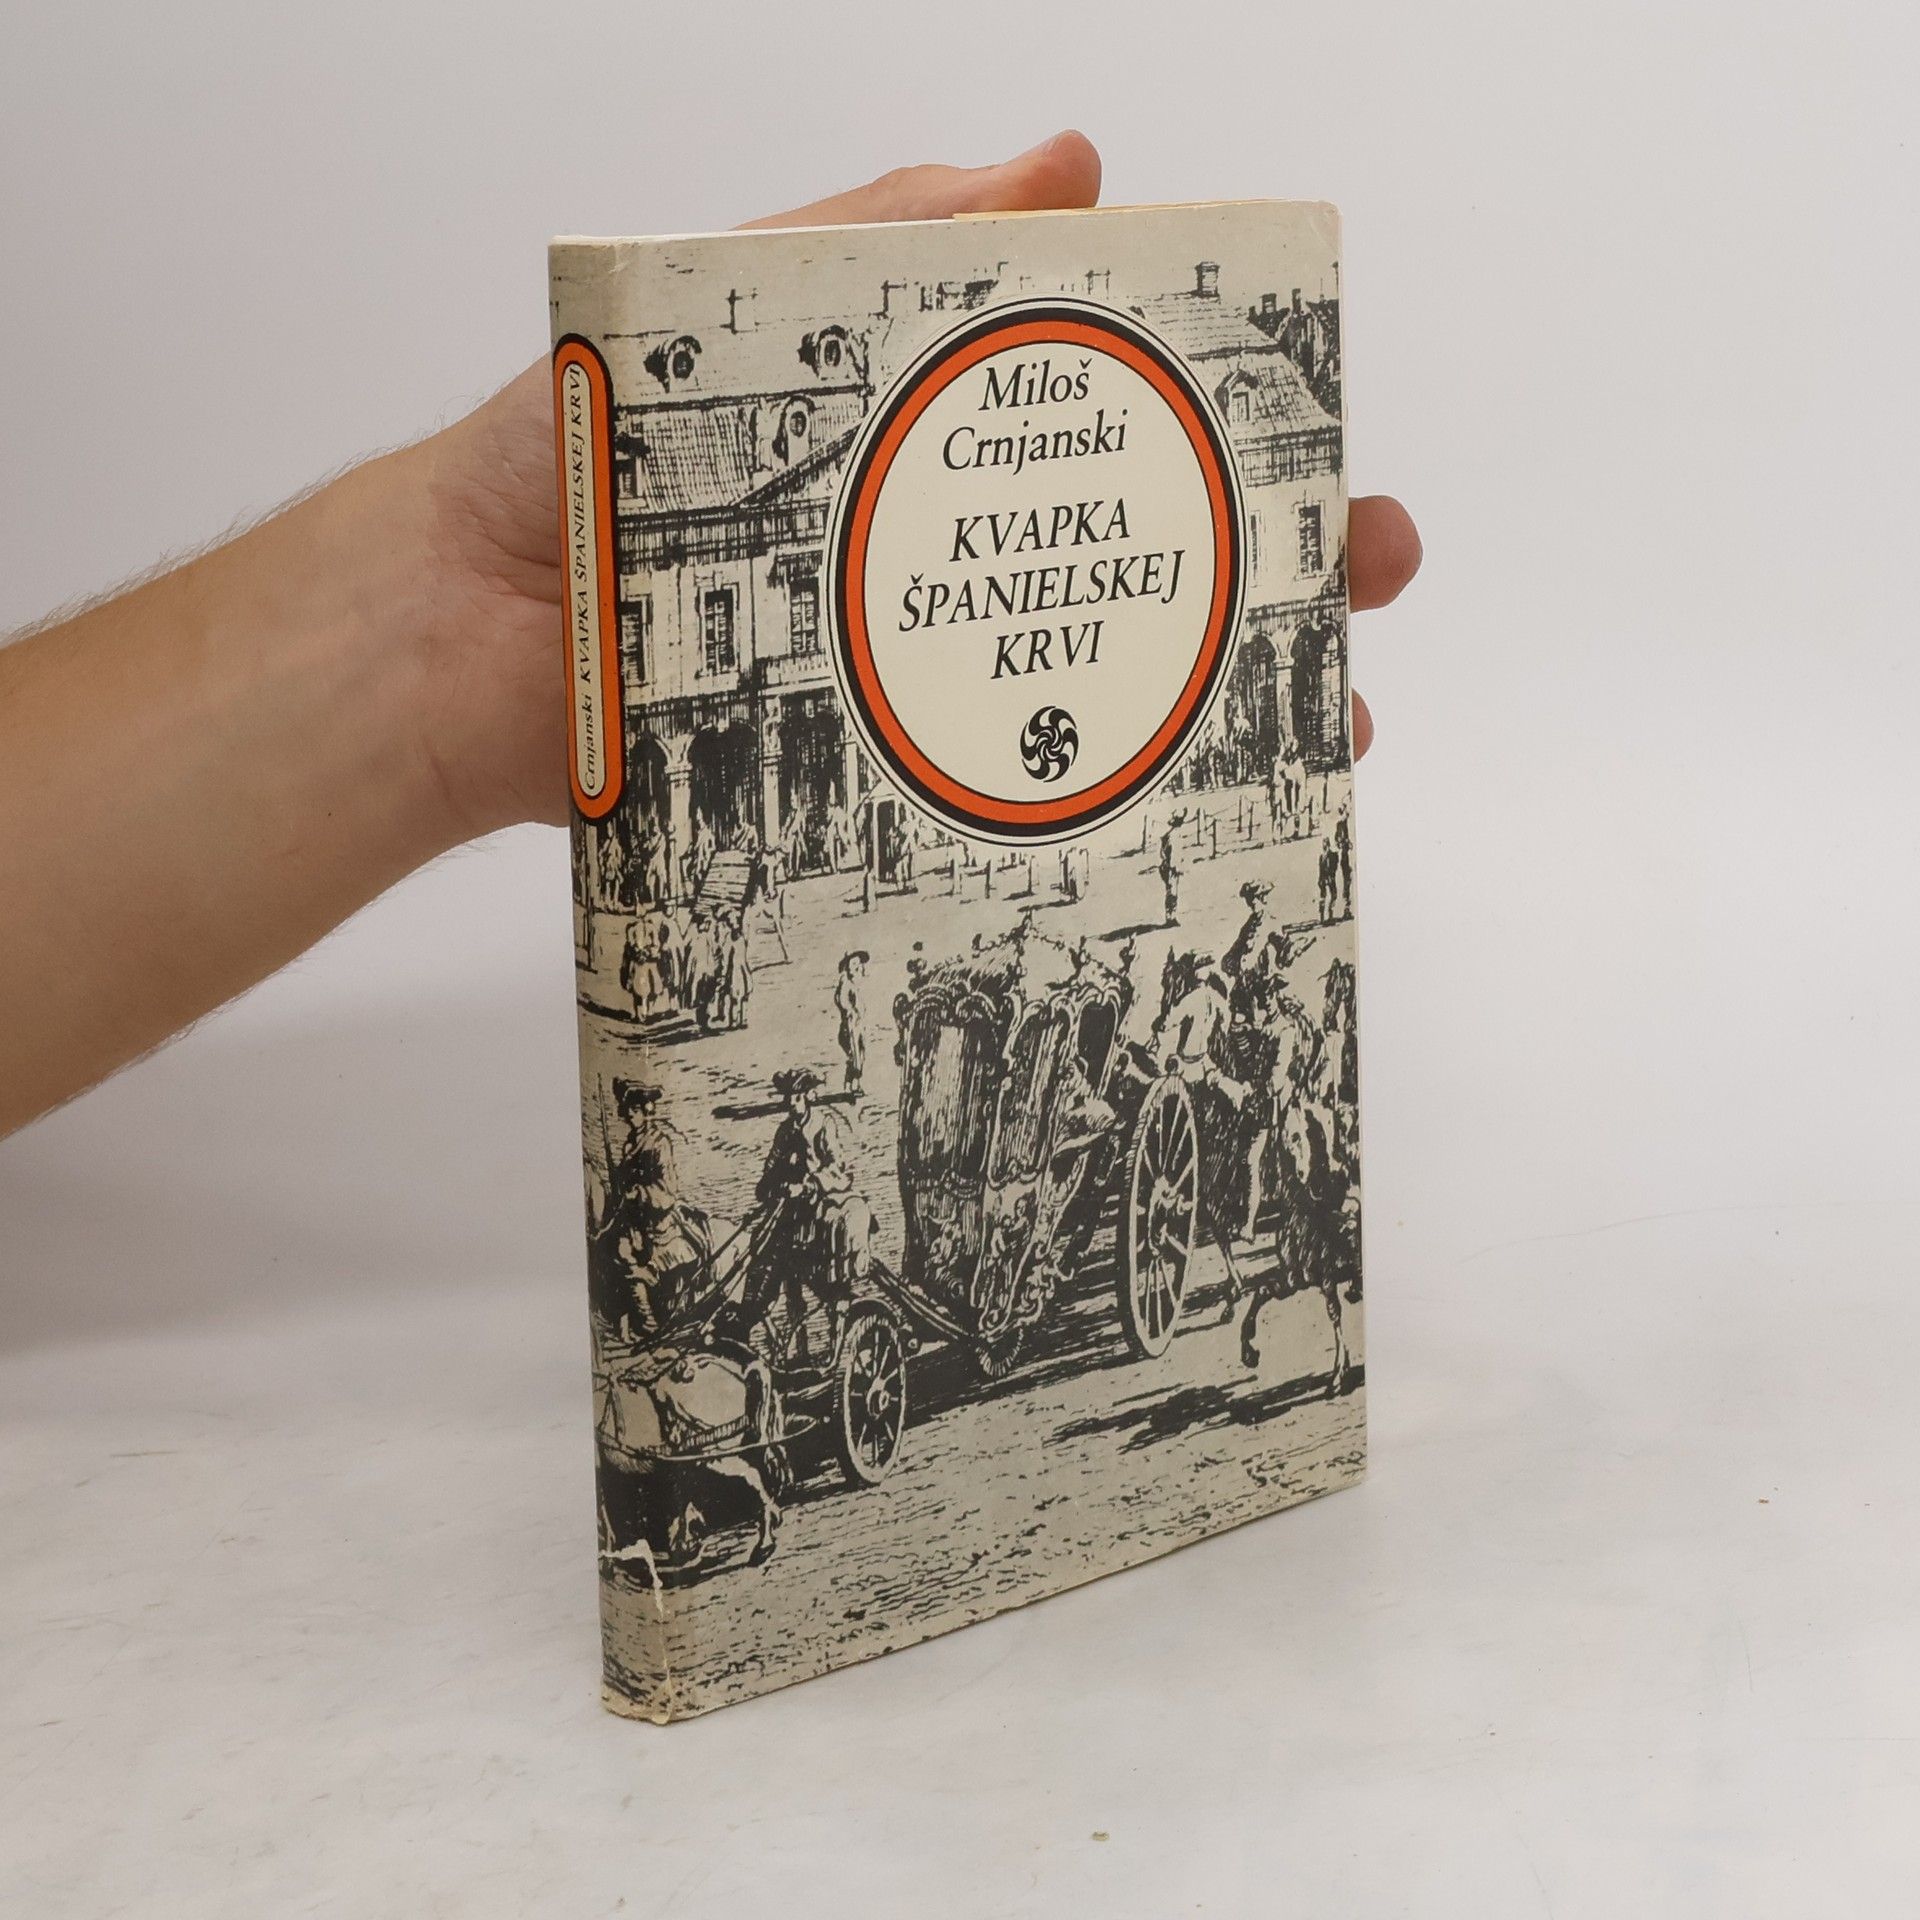 Miloš
Crnjanski
KVAPKA
ŠPANIELSKEJ
KRVI
Crnjanski KVAPKA ŠPANIELSKEJ KRVI